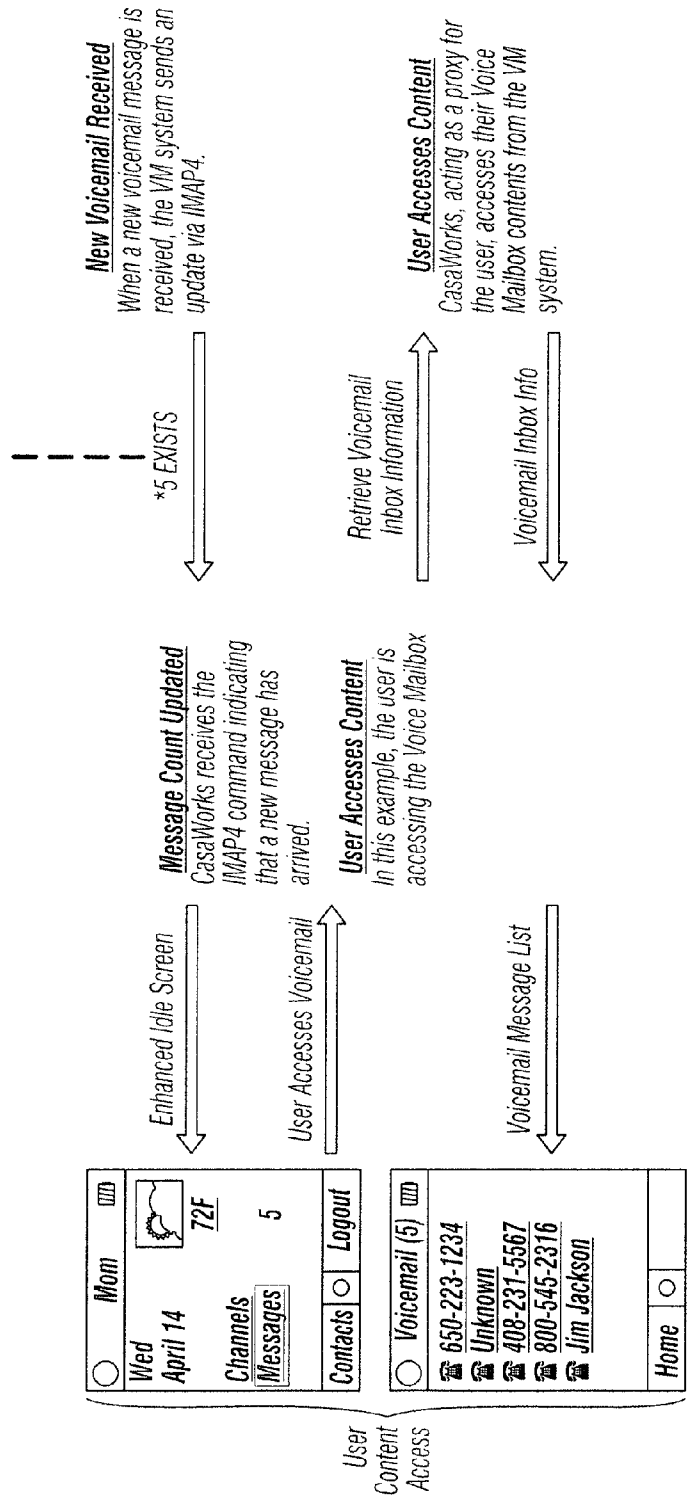 User
Content
Access
Mom
Wed
April 14
72F
Channels
Messages 5
Contacts Logout
Voicemail (5)
650-223-1234
Unknown
408-231-5567
800-545-2316
Jim Jackson
Home
Enhanced Idle Screen
User Accesses Voicemail
Voicemail Message List
Message Count Updated
CasaWorks receives the
IMAP4 command indicating
that a new message has
arrived.
User Accesses Content
In this example, the user is
accessing the Voice Mailbox
*5 EXISTS
Retrieve Voicemail
Inbox Information
Voicemail Inbox Info
New Voicemail Received
When a new voicemail message is
received, the VM system sends an
update via IMAP4.
User Accesses Content
CasaWorks, acting as a proxy for
the user, accesses their Voice
Mailbox contents from the VM
system.